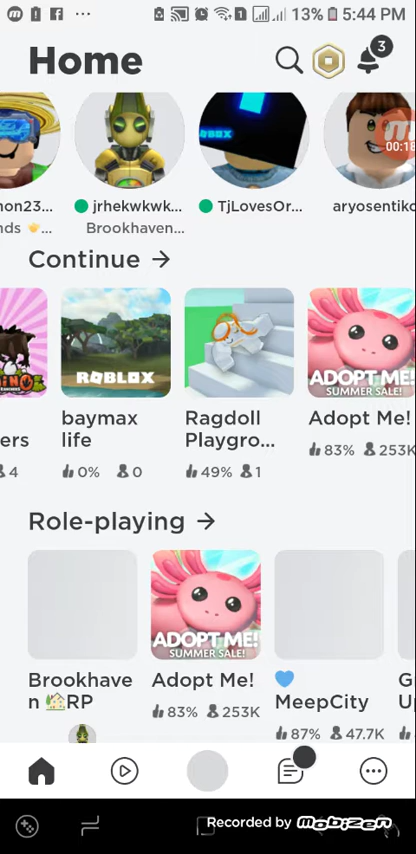 13% 5:44 PM
Home
3
00:18
non23...
jrhekwkwk...
TjLovesOr...
aryosentiko
nds
Brookhaven...
Continue →
ROBLOX
ADOPT ME!
SUMMER SALE!
ers
baymax
life
Ragdoll
Playgro...
Adopt Me!
4
0% 0
49% 1
83% 253K
Role-playing →
ADOPT ME!
SUMMER SALE!
Brookhave
n 🏡RP
Adopt Me!
💙
MeepCity
G
Up
83% 253K
87% 47.7K
Recorded by mobizen